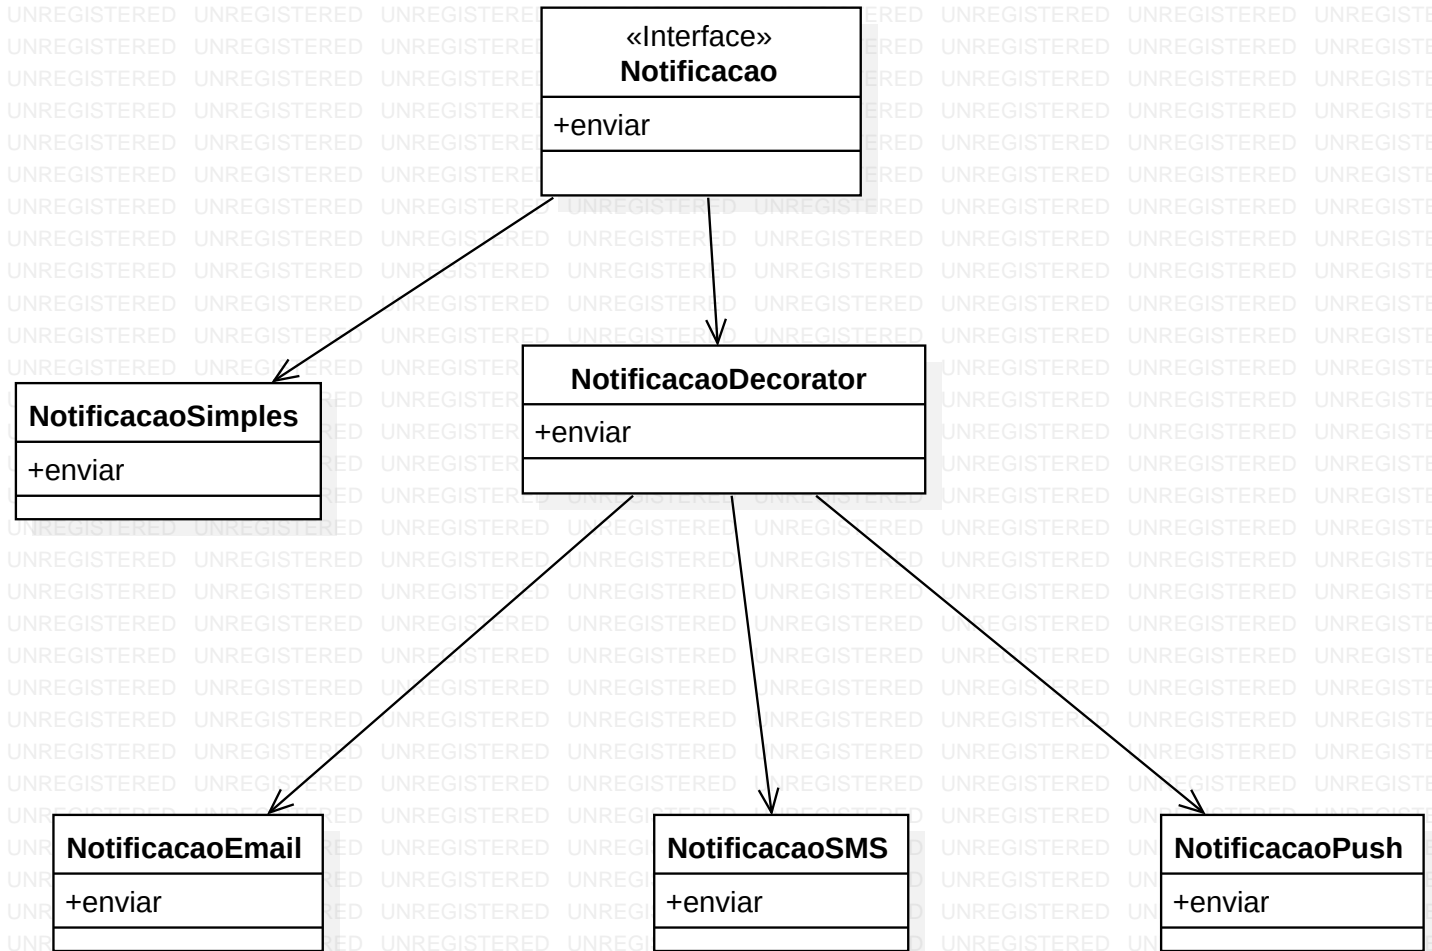 «Interface»
Notificacao
+enviar
NotificacaoSimples
+enviar
NotificacaoDecorator
+enviar
NotificacaoEmail
+enviar
NotificacaoSMS
+enviar
NotificacaoPush
+enviar
UNREGISTERED